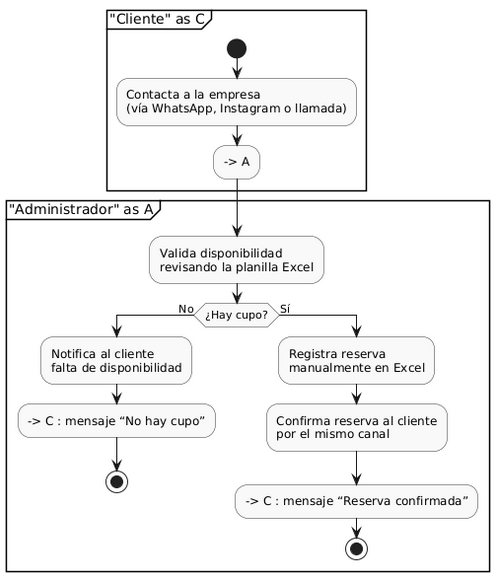 "Cliente" as C
Contacta a la empresa
(vía WhatsApp, Instagram o llamada)
-> A
"Administrador" as A
Valida disponibilidad
revisando la planilla Excel
¿Hay cupo?
No
Sí
Notifica al cliente
falta de disponibilidad
-> C : mensaje “No hay cupo”
Registra reserva
manualmente en Excel
Confirma reserva al cliente
por el mismo canal
-> C : mensaje “Reserva confirmada”